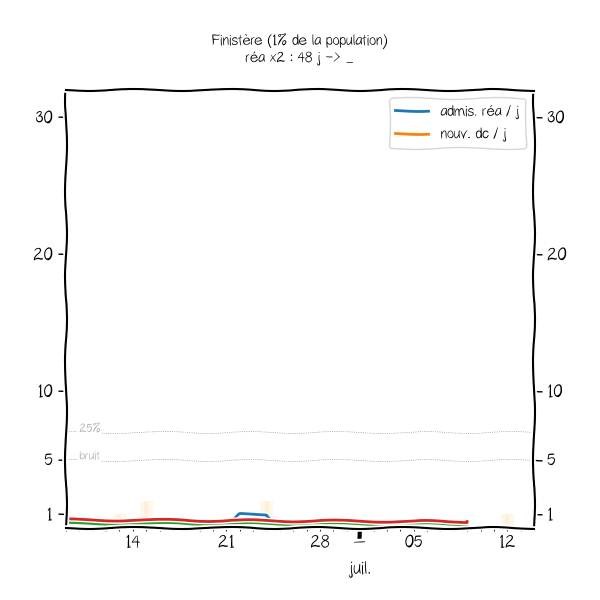 Finistère (1% de la population)
réa x2 : 48 j -> _
admis. réa / j
nouv. dc / j
30
30
20
20
10
10
25%
5
bruit
5
1
1
14
21
28
05
12
juil.